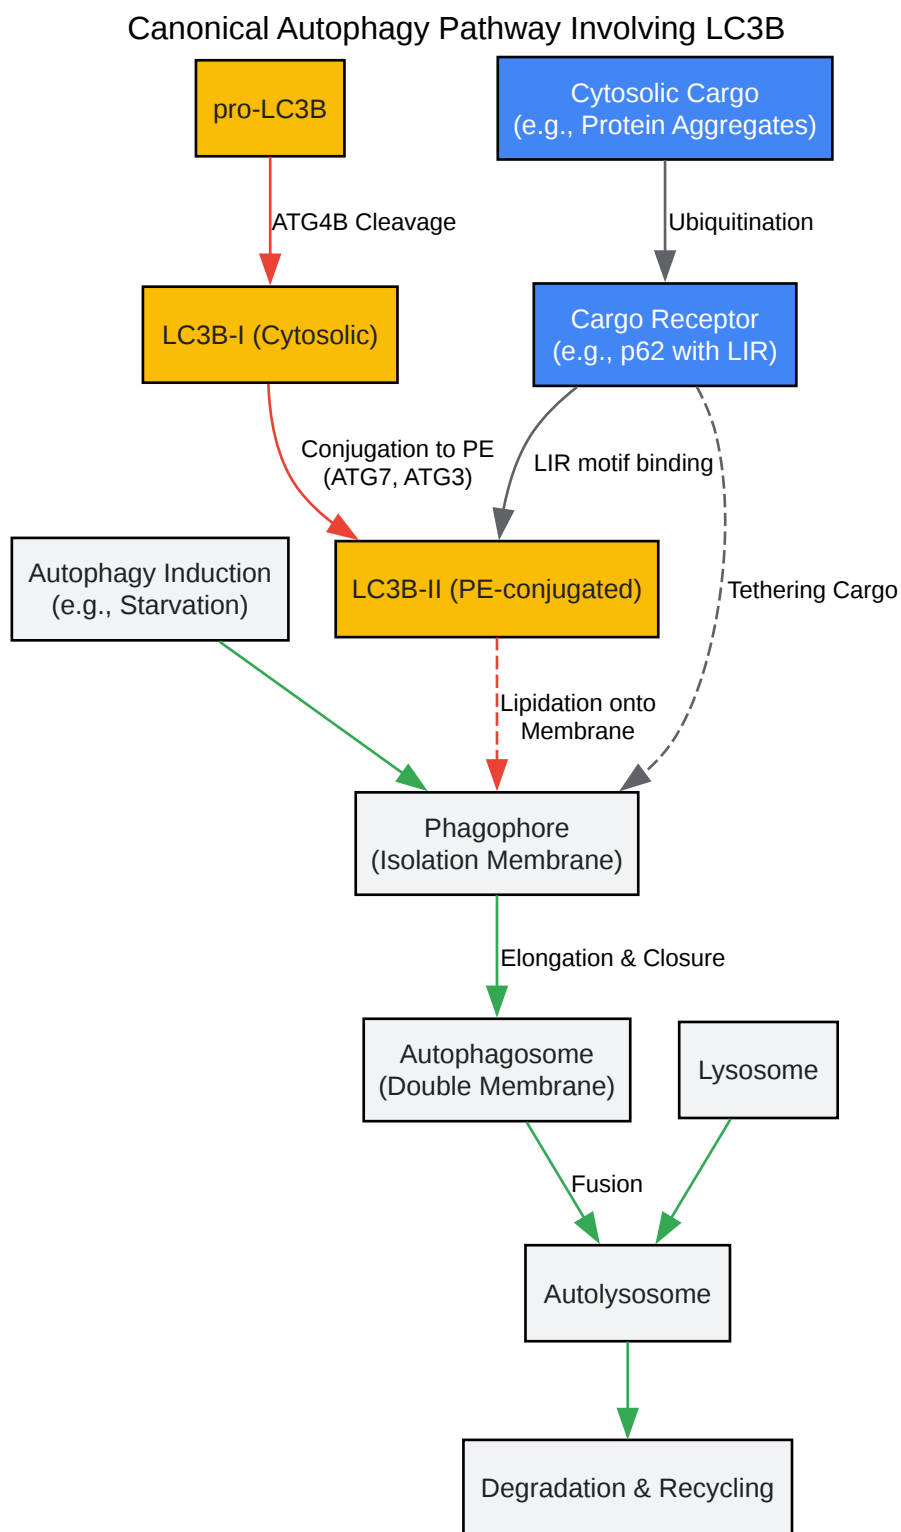 Canonical Autophagy Pathway Involving LC3B
pro-LC3B
Cytosolic Cargo
(e.g., Protein Aggregates)
ATG4B Cleavage
Ubiquitination
LC3B-I (Cytosolic)
Cargo Receptor
(e.g., p62 with LIR)
Conjugation to PE
(ATG7, ATG3)
LIR motif binding
Autophagy Induction
(e.g., Starvation)
LC3B-II (PE-conjugated)
Tethering Cargo
Lipidation onto
Membrane
Phagophore
(Isolation Membrane)
Elongation & Closure
Autophagosome
(Double Membrane)
Lysosome
Fusion
Autolysosome
Degradation & Recycling